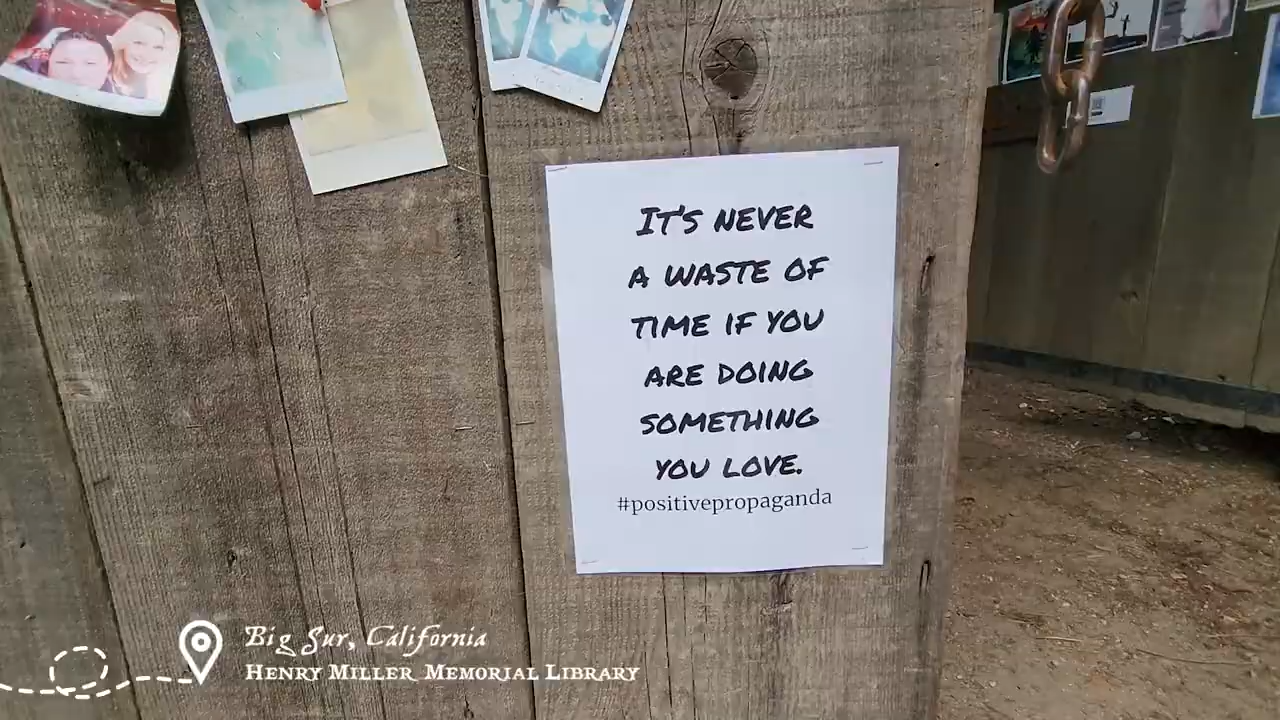 IT'S NEVER
A WASTE OF
TIME IF YOU
ARE DOING
SOMETHING
YOU LOVE.
#positivepropaganda
Big Sur, California
HENRY MILLER MEMORIAL LIBRARY